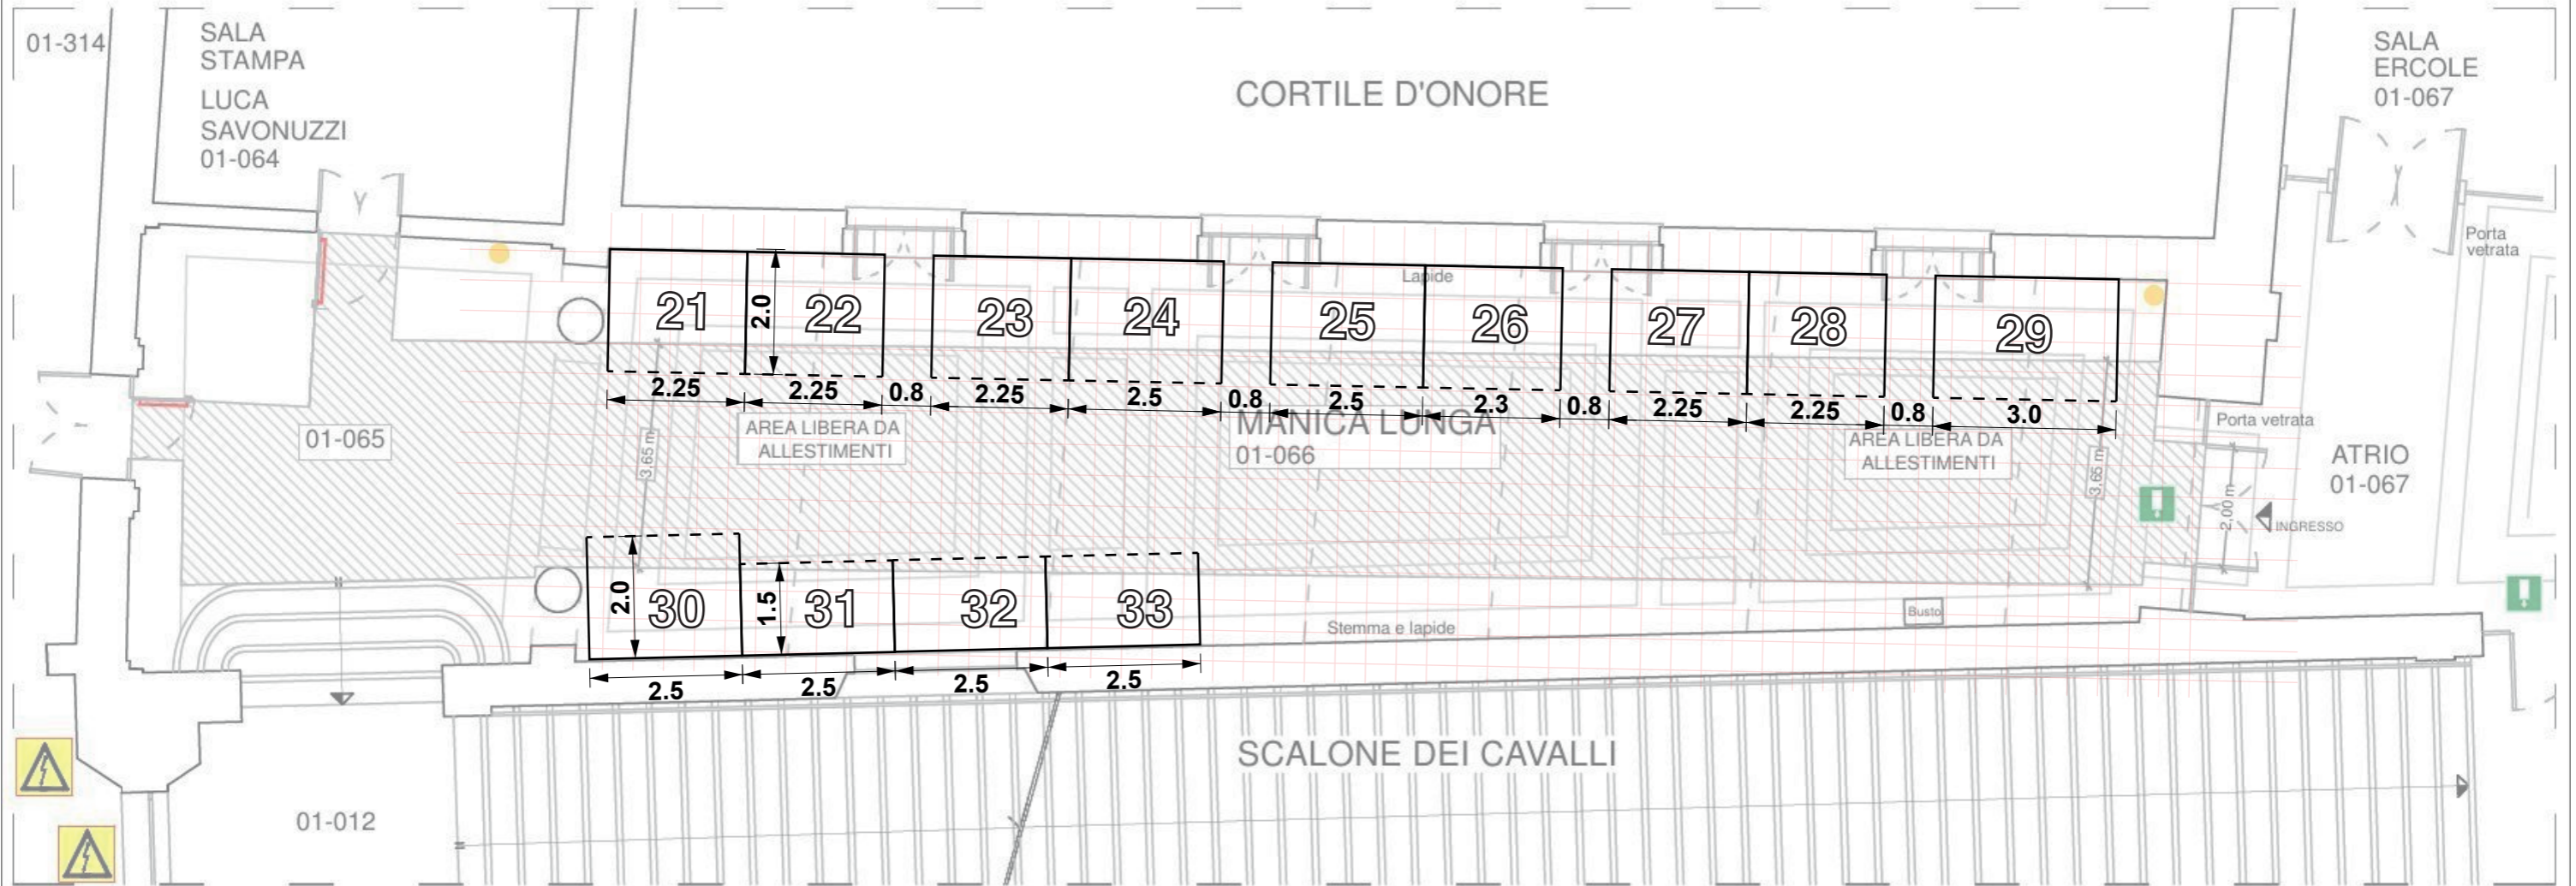 01-314
SALA
STAMPA
LUCA
SAVONUZZI
01-064
CORTILE D'ONORE
SALA
ERCOLE
01-067
Porta
vetrata
Lapide
21
2.0
22
23
24
25
26
27
28
29
2.25
2.25
0.8
2.25
2.5
0.8
2.5
2.3
0.8
2.25
2.25
0.8
3.0
01-065
3.65 m
AREA LIBERA DA
ALLESTIMENTI
MANICA LUNGA
01-066
AREA LIBERA DA
ALLESTIMENTI
3.65 m
Porta vetrata
ATRIO
01-067
2.00 m
INGRESSO
2.0
30
1.5
31
32
33
Stemma e lapide
Busto
2.5
2.5
2.5
2.5
SCALONE DEI CAVALLI
01-012